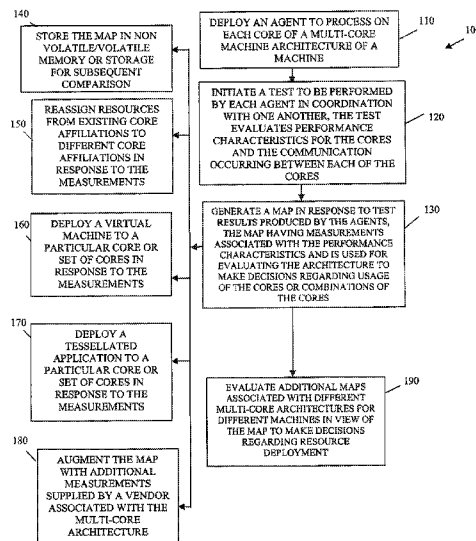 110
DEPLOY AN AGENT TO PROCESS ON
EACH CORE OF A MULTI-CORE
MACHINE ARCHITECTURE OF A
MACHINE
10
INITIATE A TEST TO BE PERFORMED
BY EACH AGENT IN COORDINATION
WITH ONE ANOTHER, THE TEST
EVALUATES PERFORMANCE
CHARACTERISTICS FOR THE CORES
AND THE COMMUNICATION
OCCURRING BETWEEN EACH OF THE
CORES
120
GENERATE A MAP IN RESPONSE TO TEST
RESULTS PRODUCED BY THE AGENTS,
THE MAP HAVING MEASUREMENTS
ASSOCIATED WITH THE PERFORMANCE
CHARACTERISTICS AND IS USED FOR
EVALUATING THE ARCHITECTURE TO
MAKE DECISIONS REGARDING USAGE
OF THE CORES OR COMBINATIONS OF
THE CORES
130
140
STORE THE MAP IN NON
VOLATILE/VOLATILE
MEMORY OR STORAGE
FOR SUBSEQUENT
COMPARISON
150
REASSIGN RESOURCES
FROM EXISTING CORE
AFFILIATIONS TO
DIFFERENT CORE
AFFILIATIONS IN
RESPONSE TO THE
MEASUREMENTS
160
DEPLOY A VIRTUAL
MACHINE TO A
PARTICULAR CORE OR
SET OF CORES IN
RESPONSE TO THE
MEASUREMENTS
170
DEPLOY A
TESSELLATED
APPLICATION TO A
PARTICULAR CORE OR
SET OF CORES IN
RESPONSE TO THE
MEASUREMENTS
180
AUGMENT THE MAP
WITH ADDITIONAL
MEASUREMENTS
SUPPLIED BY A VENDOR
ASSOCIATED WITH THE
MULTI-CORE
ARCHITECTURE
190
EVALUATE ADDITIONAL MAPS
ASSOCIATED WITH DIFFERENT
MULTI-CORE ARCHITECTURES FOR
DIFFERENT MACHINES IN VIEW OF
THE MAP TO MAKE DECISIONS
REGARDING RESOURCE
DEPLOYMENT